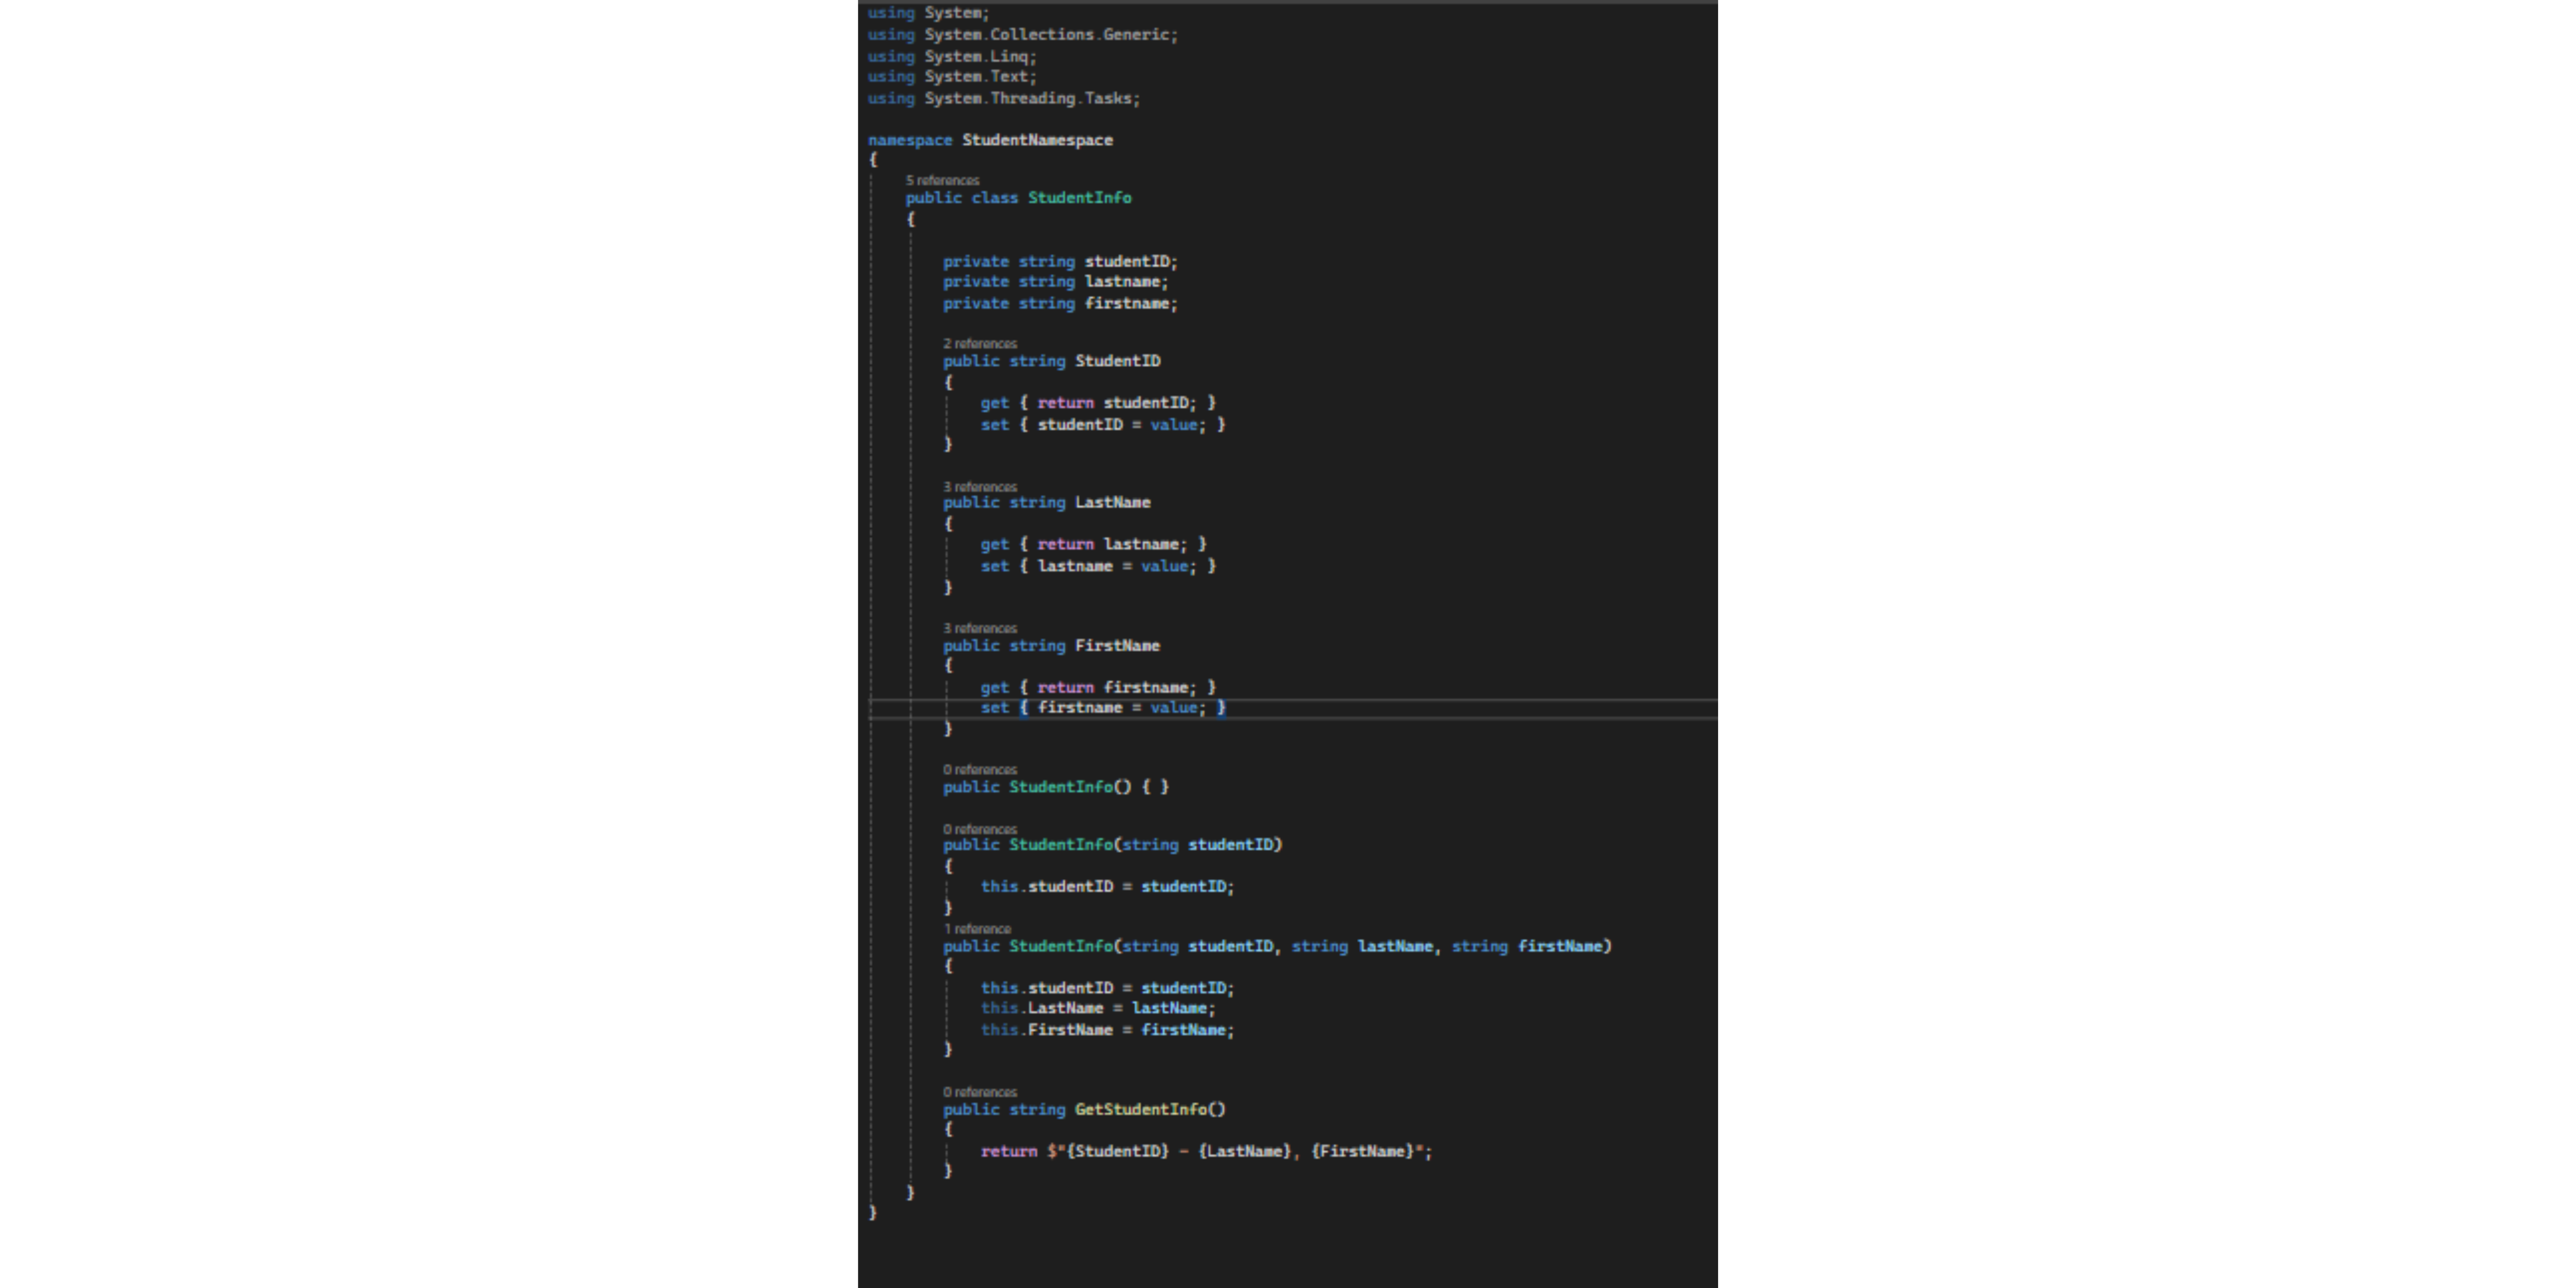 using System;
using System.Collections.Generic;
using System.Linq;
using System.Text;
using System.Threading.Tasks;
namespace StudentNamespace
{
5 references
public class StudentInfo
{
private string studentID;
private string lastname;
private string firstname;
2 references
public string StudentID
{
get { return studentID; }
set { studentID = value; }
}
3 references
public string LastName
{
get { return lastname; }
set { lastname = value; }
}
3 references
public string FirstName
{
get { return firstname; }
set { firstname = value; }
}
0 references
public StudentInfo() { }
0 references
public StudentInfo(string studentID)
{
this.studentID = studentID;
}
1 reference
public StudentInfo(string studentID, string lastName, string firstName)
{
this.studentID = studentID;
this.LastName = lastName;
this.FirstName = firstName;
}
0 references
public string GetStudentInfo()
{
return $"{StudentID} - {LastName}, {FirstName}";
}
}
}